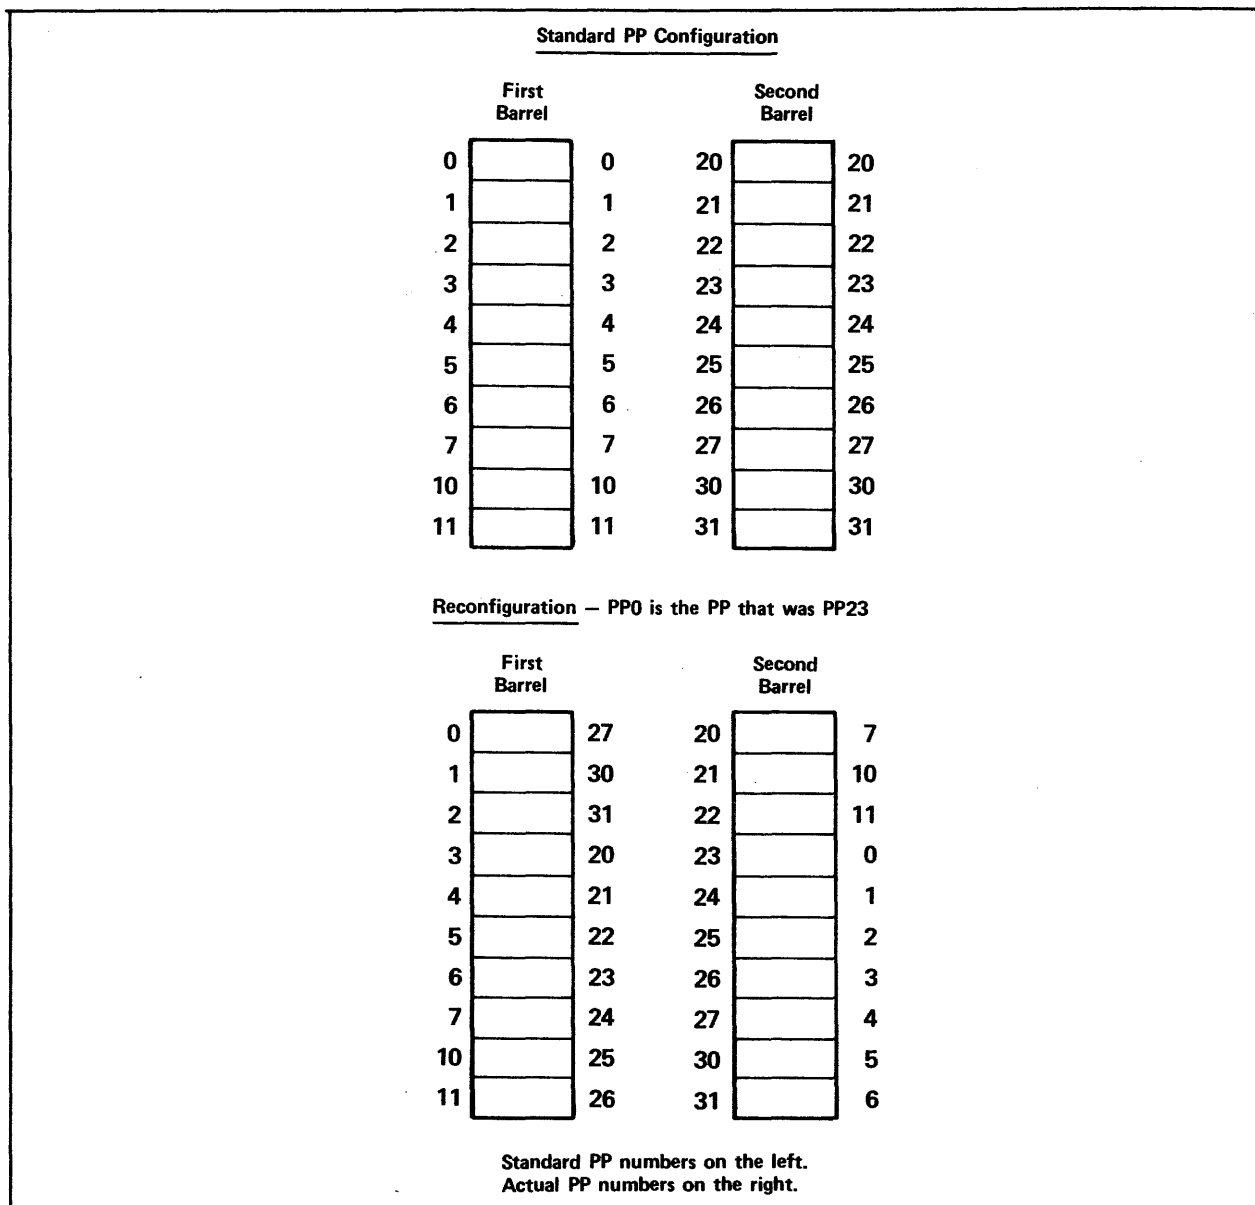 Standard PP Configuration
First Barrel Second Barrel
0 0 20 20
1 1 21 21
2 2 22 22
3 3 23 23
4 4 24 24
5 5 25 25
6 6 26 26
7 7 27 27
10 10 30 30
11 11 31 31
Reconfiguration — PP0 is the PP that was PP23
First Barrel Second Barrel
0 27 20 7
1 30 21 10
2 31 22 11
3 20 23 0
4 21 24 1
5 22 25 2
6 23 26 3
7 24 27 4
10 25 30 5
11 26 31 6
Standard PP numbers on the left.
Actual PP numbers on the right.